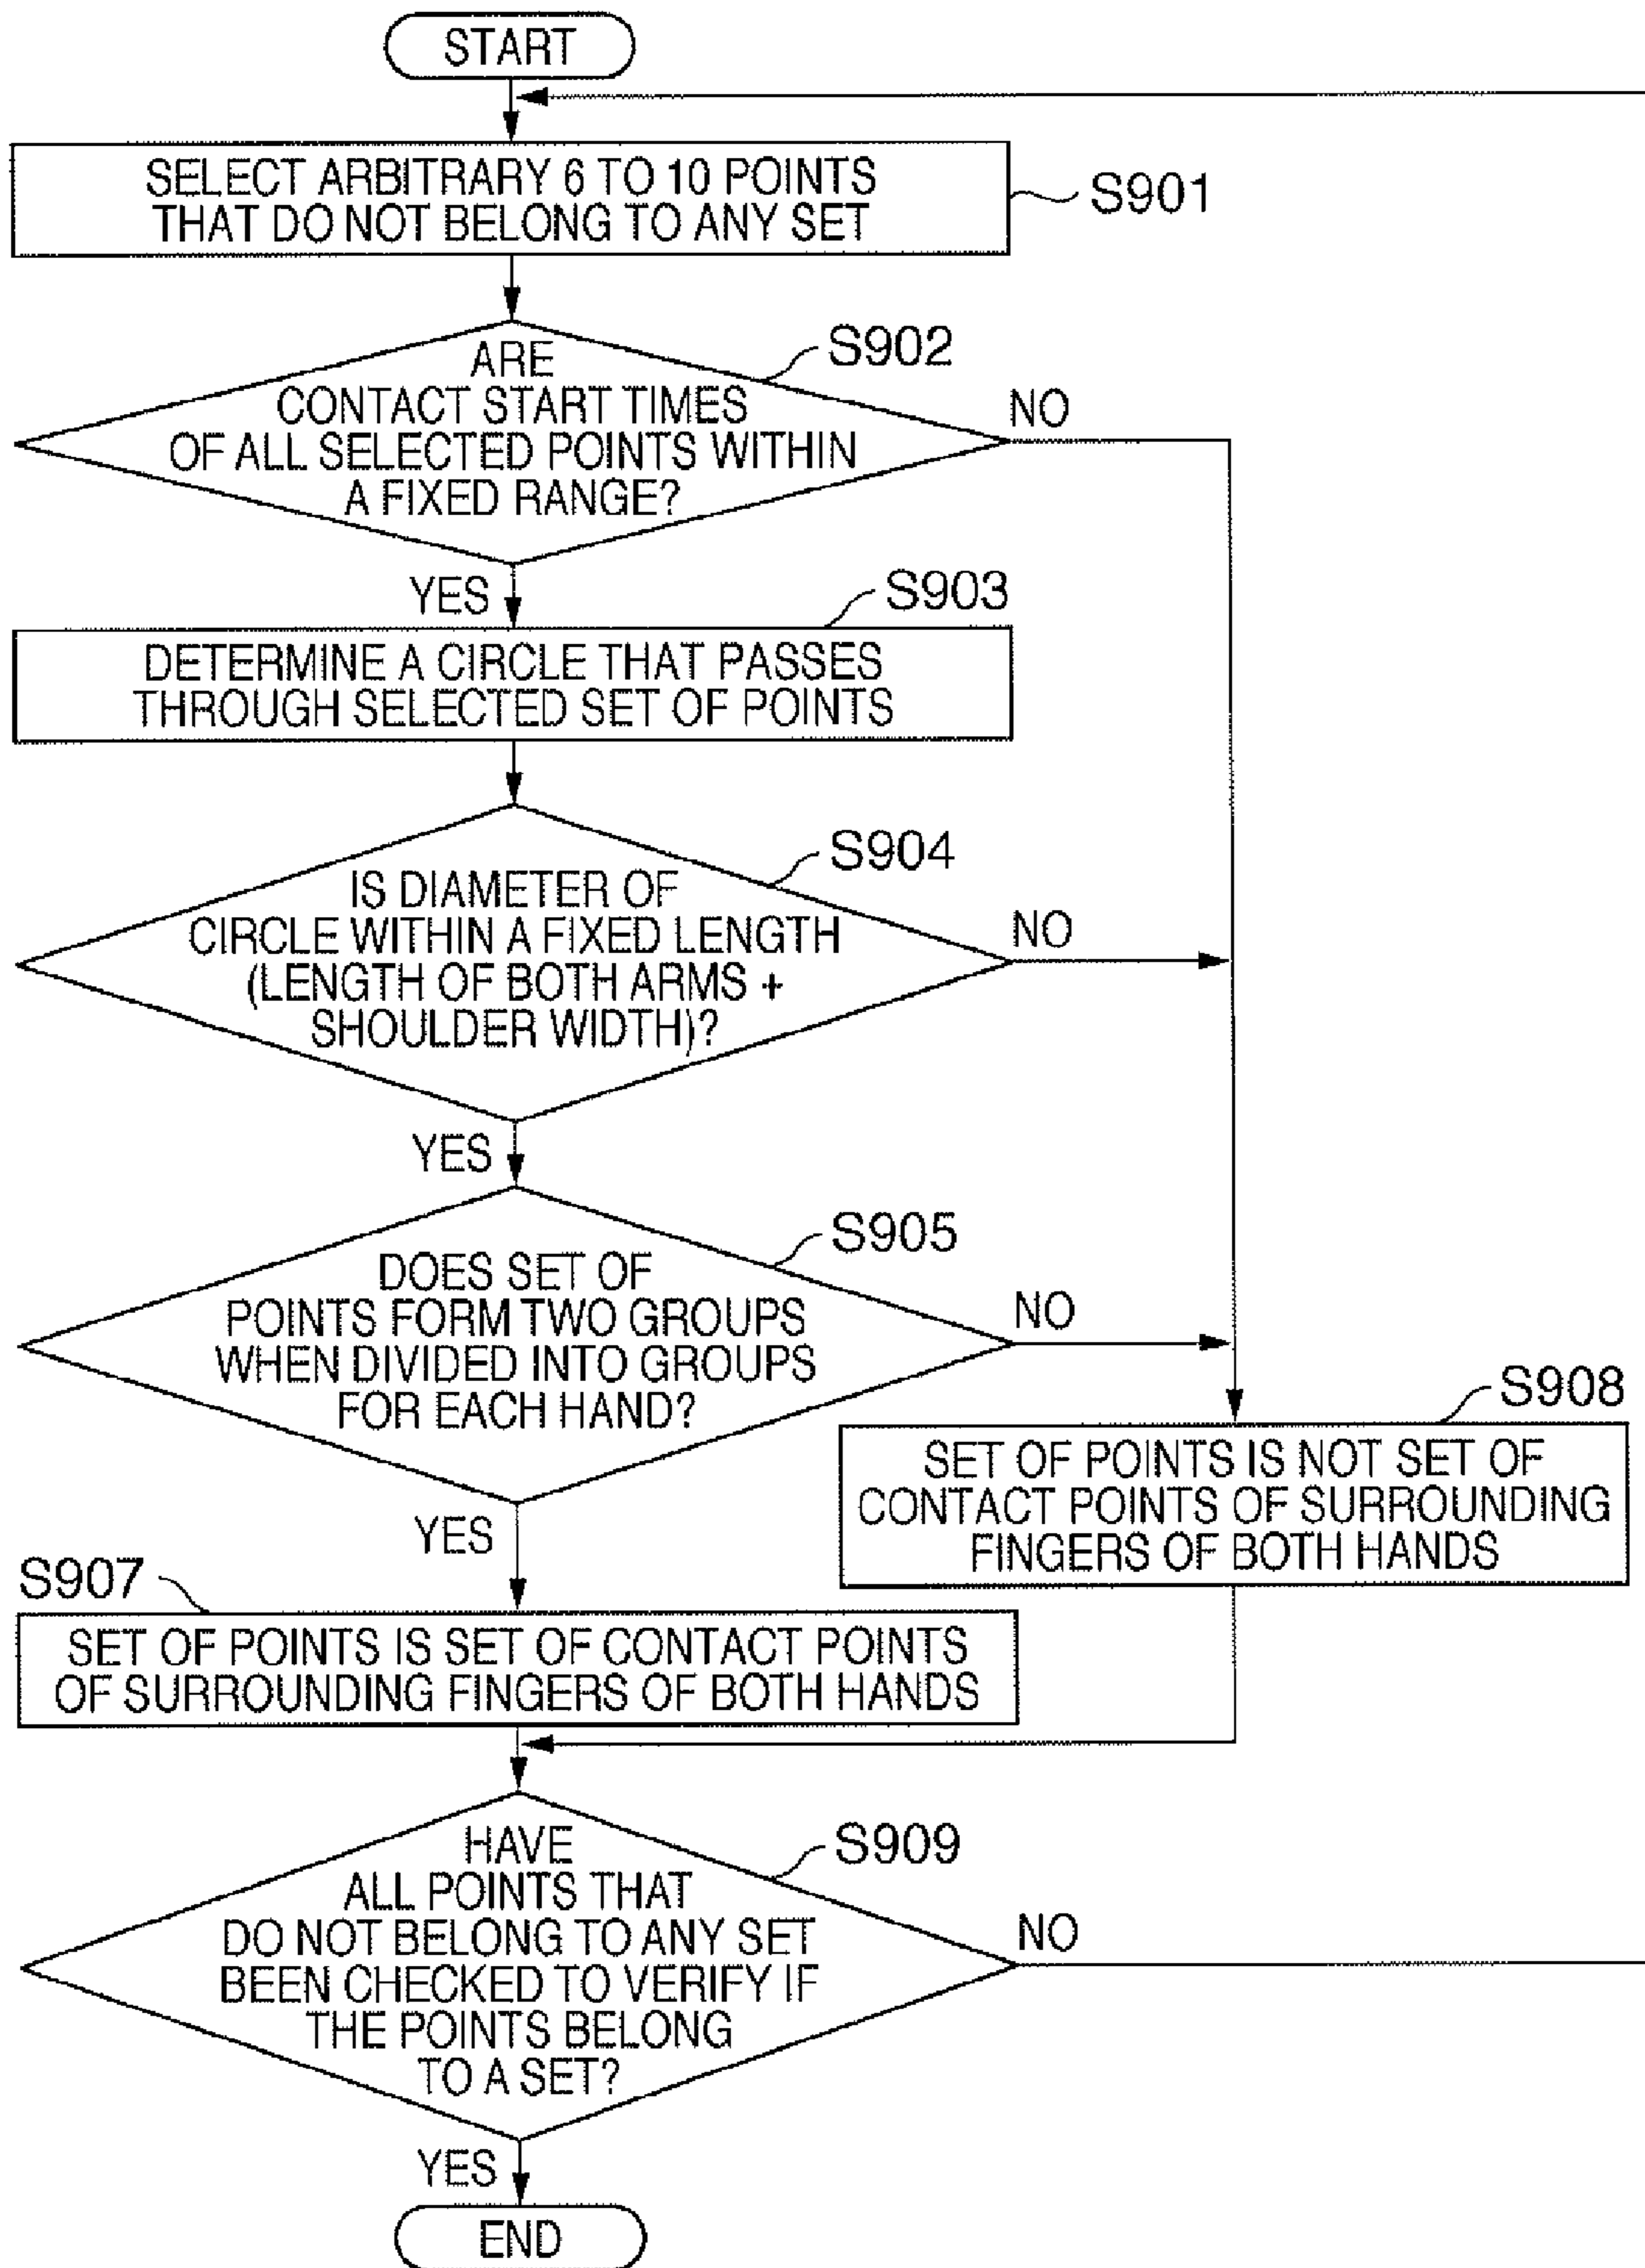 START
SELECT ARBITRARY 6 TO 10 POINTS
THAT DO NOT BELONG TO ANY SET
S901
ARE
CONTACT START TIMES
OF ALL SELECTED POINTS WITHIN
A FIXED RANGE?
S902
NO
YES
S903
DETERMINE A CIRCLE THAT PASSES
THROUGH SELECTED SET OF POINTS
S904
IS DIAMETER OF
CIRCLE WITHIN A FIXED LENGTH
(LENGTH OF BOTH ARMS +
SHOULDER WIDTH)?
NO
YES
S905
DOES SET OF
POINTS FORM TWO GROUPS
WHEN DIVIDED INTO GROUPS
FOR EACH HAND?
NO
YES
S908
SET OF POINTS IS NOT SET OF
CONTACT POINTS OF SURROUNDING
FINGERS OF BOTH HANDS
S907
SET OF POINTS IS SET OF CONTACT POINTS
OF SURROUNDING FINGERS OF BOTH HANDS
S909
HAVE
ALL POINTS THAT
DO NOT BELONG TO ANY SET
BEEN CHECKED TO VERIFY IF
THE POINTS BELONG
TO A SET?
NO
YES
END